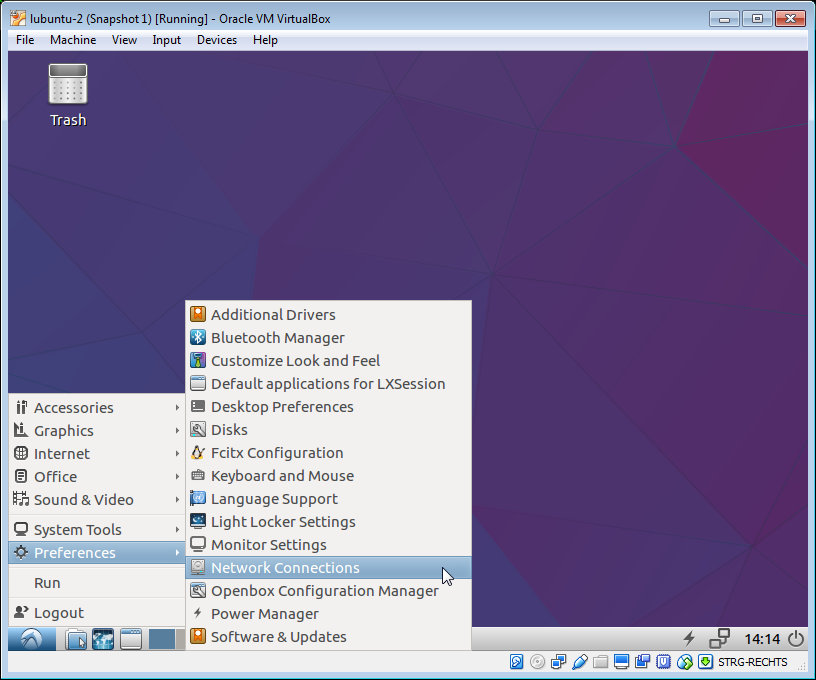 lubuntu-2 (Snapshot 1) [Running] - Oracle VM VirtualBox
File Machine View Input Devices Help
Trash
Additional Drivers
Bluetooth Manager
Customize Look and Feel
Default applications for LXSession
Desktop Preferences
Disks
Fcitx Configuration
Keyboard and Mouse
Language Support
Light Locker Settings
Monitor Settings
Network Connections
Openbox Configuration Manager
Power Manager
Software & Updates
Accessories
Graphics
Internet
Office
Sound & Video
System Tools
Preferences
Run
Logout
14:14
STRG-RECHTS